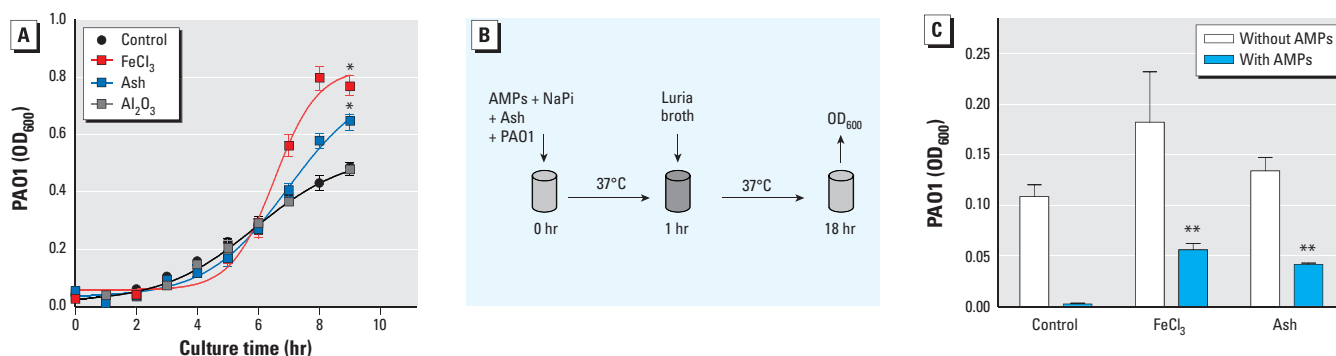 A
PAO1 (OD600)
1.0
0.8
0.6
0.4
0.2
0.0
Control
FeCl3
Ash
Al2O3
*
*
0 2 4 6 8 10
Culture time (hr)
B
AMPs + NaPi
+ Ash
+ PAO1
Luria
broth
OD600
37°C 37°C
0 hr 1 hr 18 hr
C
PAO1 (OD600)
0.25
0.20
0.15
0.10
0.05
0.00
Without AMPs
With AMPs
** **
Control FeCl3 Ash